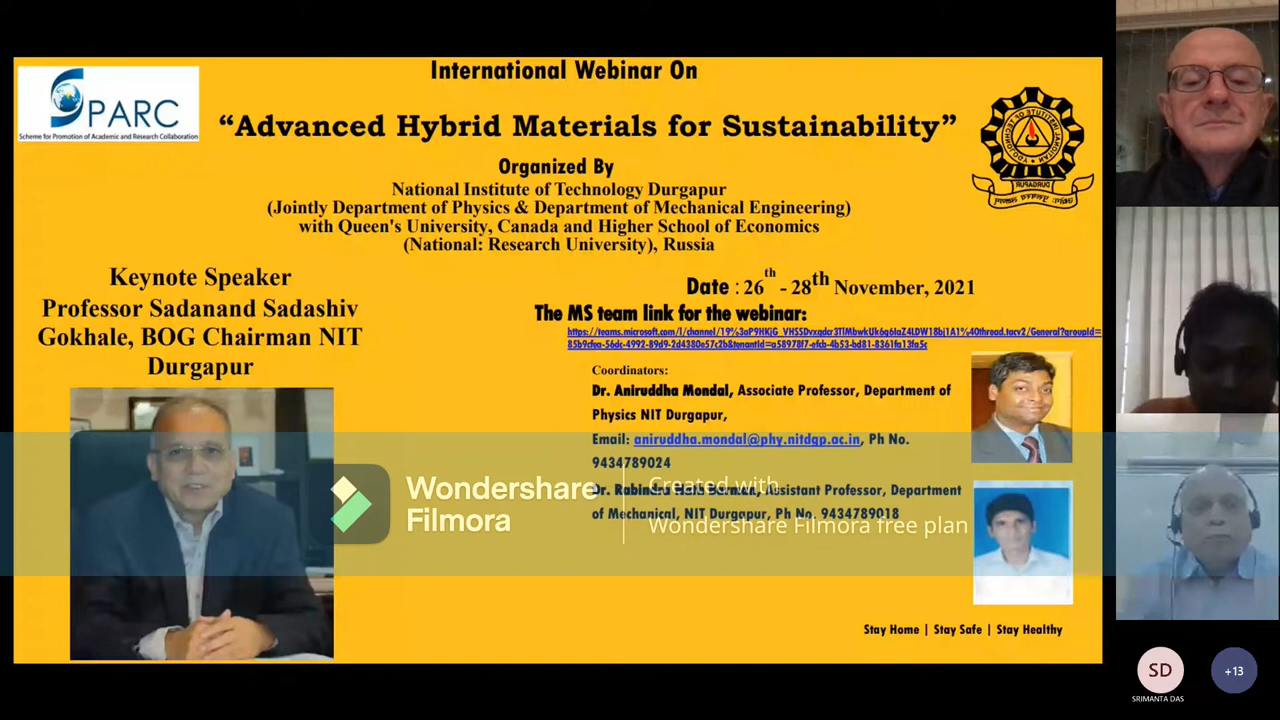 International Webinar On
SPARC
Scheme for Promotion of Academic and Research Collaboration
“Advanced Hybrid Materials for Sustainability”
Organized By
National Institute of Technology Durgapur
(Jointly Department of Physics & Department of Mechanical Engineering)
with Queen's University, Canada and Higher School of Economics
(National: Research University), Russia
DURGAPUR
Keynote Speaker
Professor Sadanand Sadashiv
Gokhale, BOG Chairman NIT
Durgapur
Date : 26th - 28th November, 2021
The MS team link for the webinar:
Coordinators:
Dr. Aniruddha Mondal, Associate Professor, Department of
Physics NIT Durgapur,
Email: aniruddha.mondal@phy.nitdgp.ac.in, Ph No.
9434789024
Dr. Rabindra Nath Barman, Assistant Professor, Department
of Mechanical, NIT Durgapur, Ph No. 9434789018
Wondershare
Filmora
Created with
Wondershare Filmora free plan
Stay Home | Stay Safe | Stay Healthy
SD
SRIMANTA DAS
+13